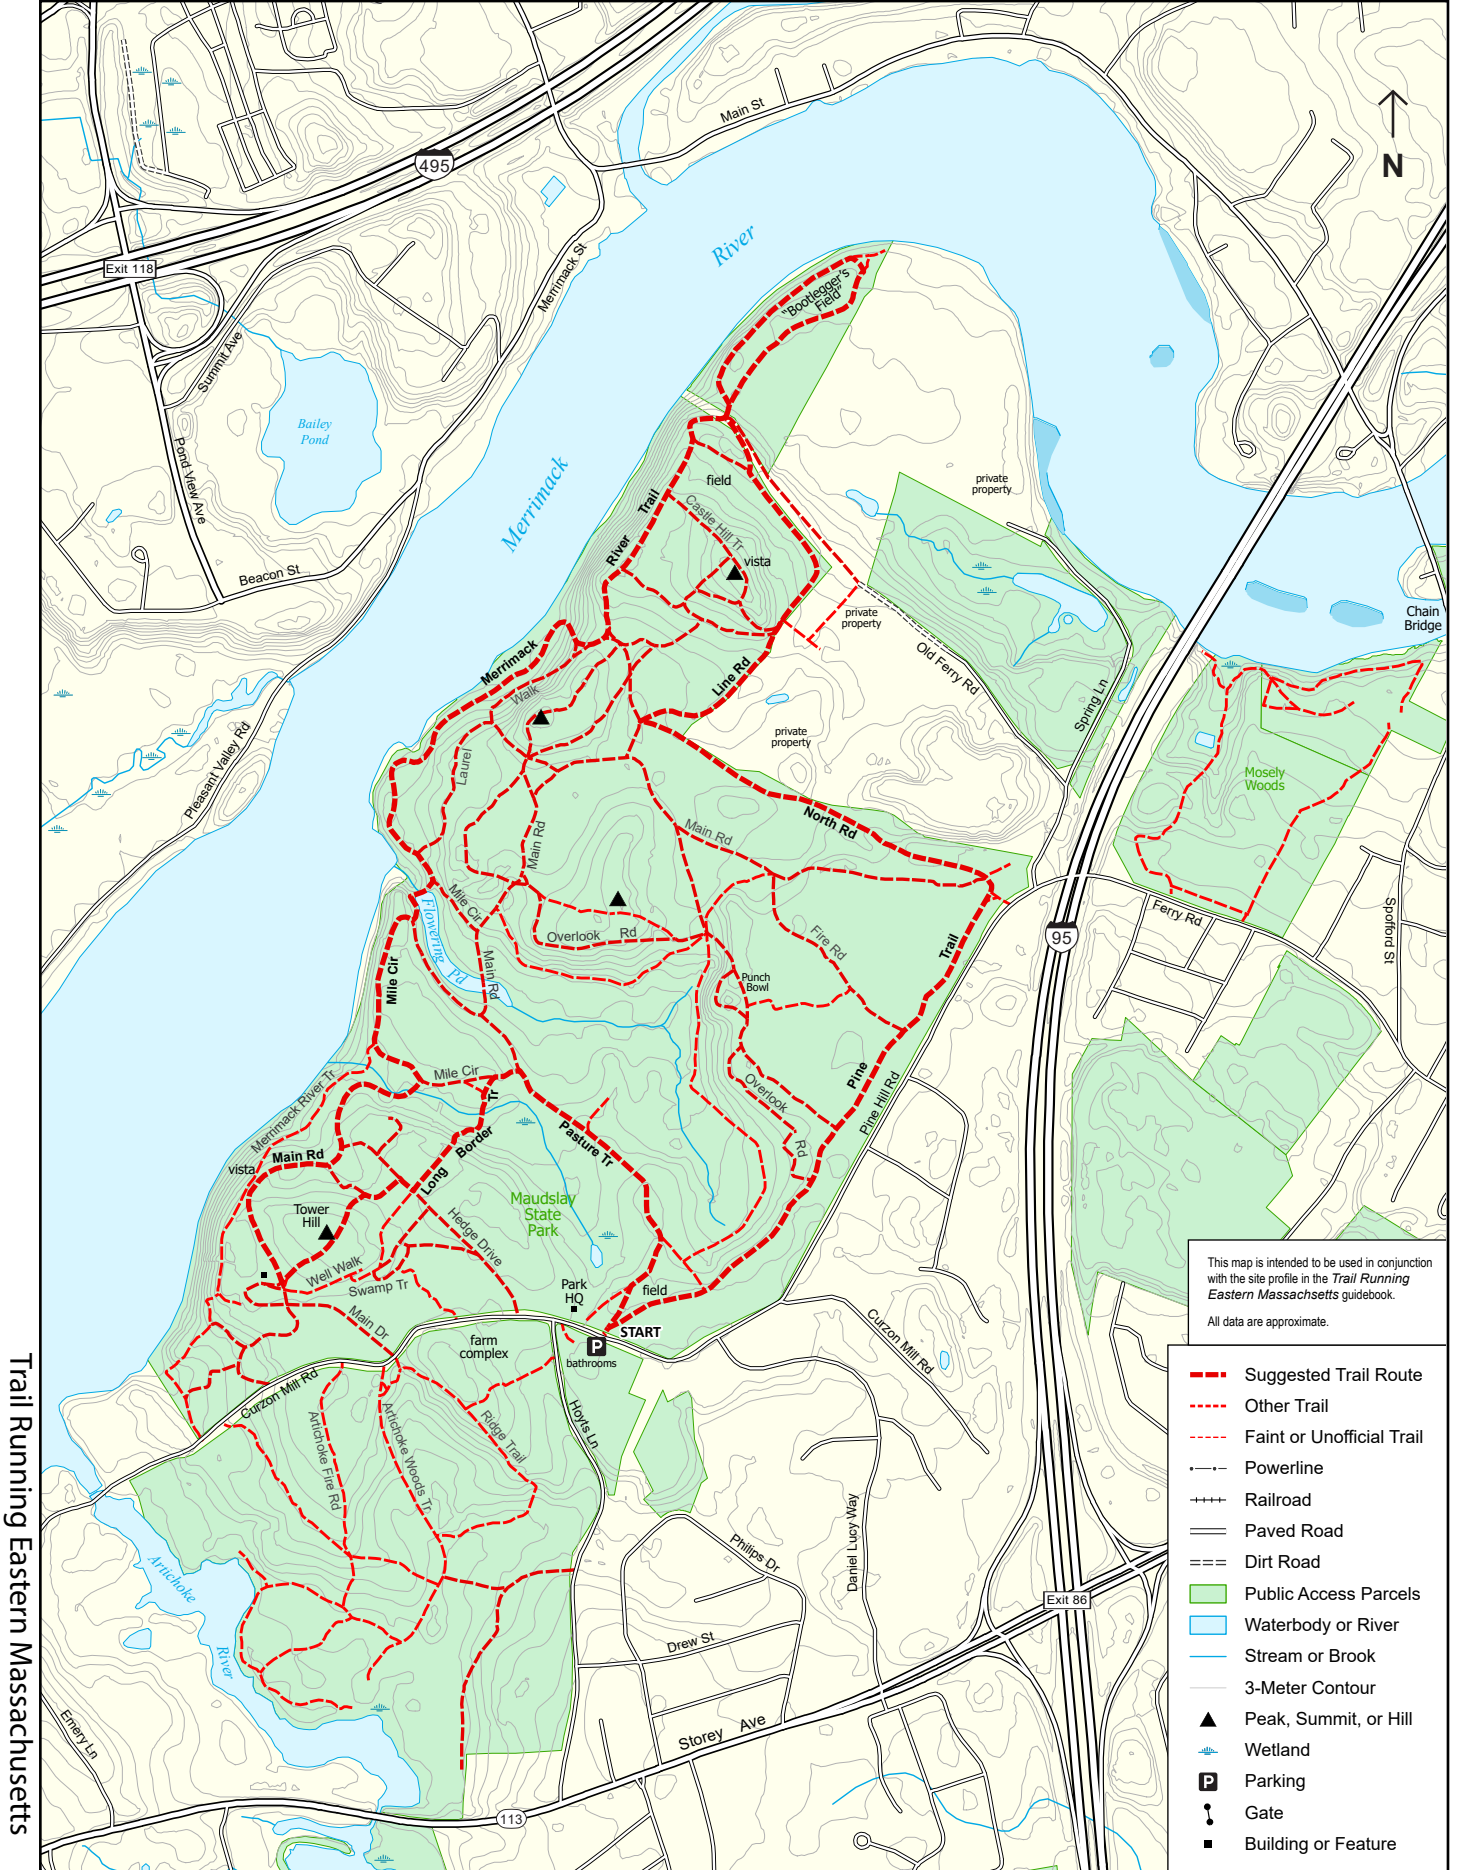 Main St
495
Exit 118
Merrimack St
River
N
Summit Ave
"Bootlegger's
Field"
Bailey
Pond
Pond View Ave
Merrimack
field
private
property
Trail
Castle Hill Tr
River
vista
Beacon St
private
property
Chain
Bridge
Old Ferry Rd
Merrimack
Line Rd
Walk
Spring Ln
private
property
Pleasant Valley Rd
Laurel
Mosely
Woods
North Rd
Main Rd
Main Rd
Mile Cir
Flowering
Pd
Overlook Rd
Fire Rd
Ferry Rd
Spofford St
95
Trail
Mile Cir
Main Rd
Punch
Bowl
Mile Cir
Pine
Overlook
Rd
Pine Hill Rd
Merrimack River Tr
Tr
Border
Long
Pasture Tr
vista
Main Rd
Maudslay
State
Park
Tower
Hill
Hedge Drive
Well Walk
Swamp Tr
Park
HQ
field
Main Dr
START
P
bathrooms
farm
complex
Curzon Mill Rd
Curzon Mill Rd
Hoyts Ln
Ridge Trail
Artichoke Woods Tr
Artichoke Fire Rd
Artichoke
River
Philips Dr
Daniel Lucy Way
Drew St
Exit 86
Storey Ave
Emery Ln
113
Trail Running Eastern Massachusetts
This map is intended to be used in conjunction
with the site profile in the Trail Running
Eastern Massachusetts guidebook.
All data are approximate.
Suggested Trail Route
Other Trail
Faint or Unofficial Trail
Powerline
Railroad
Paved Road
Dirt Road
Public Access Parcels
Waterbody or River
Stream or Brook
3-Meter Contour
Peak, Summit, or Hill
Wetland
P Parking
Gate
Building or Feature